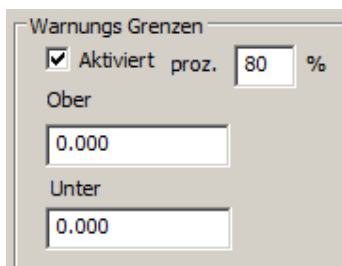 Warnungs Grenzen
Aktiviert proz. 80 %
Ober
0.000
Unter
0.000